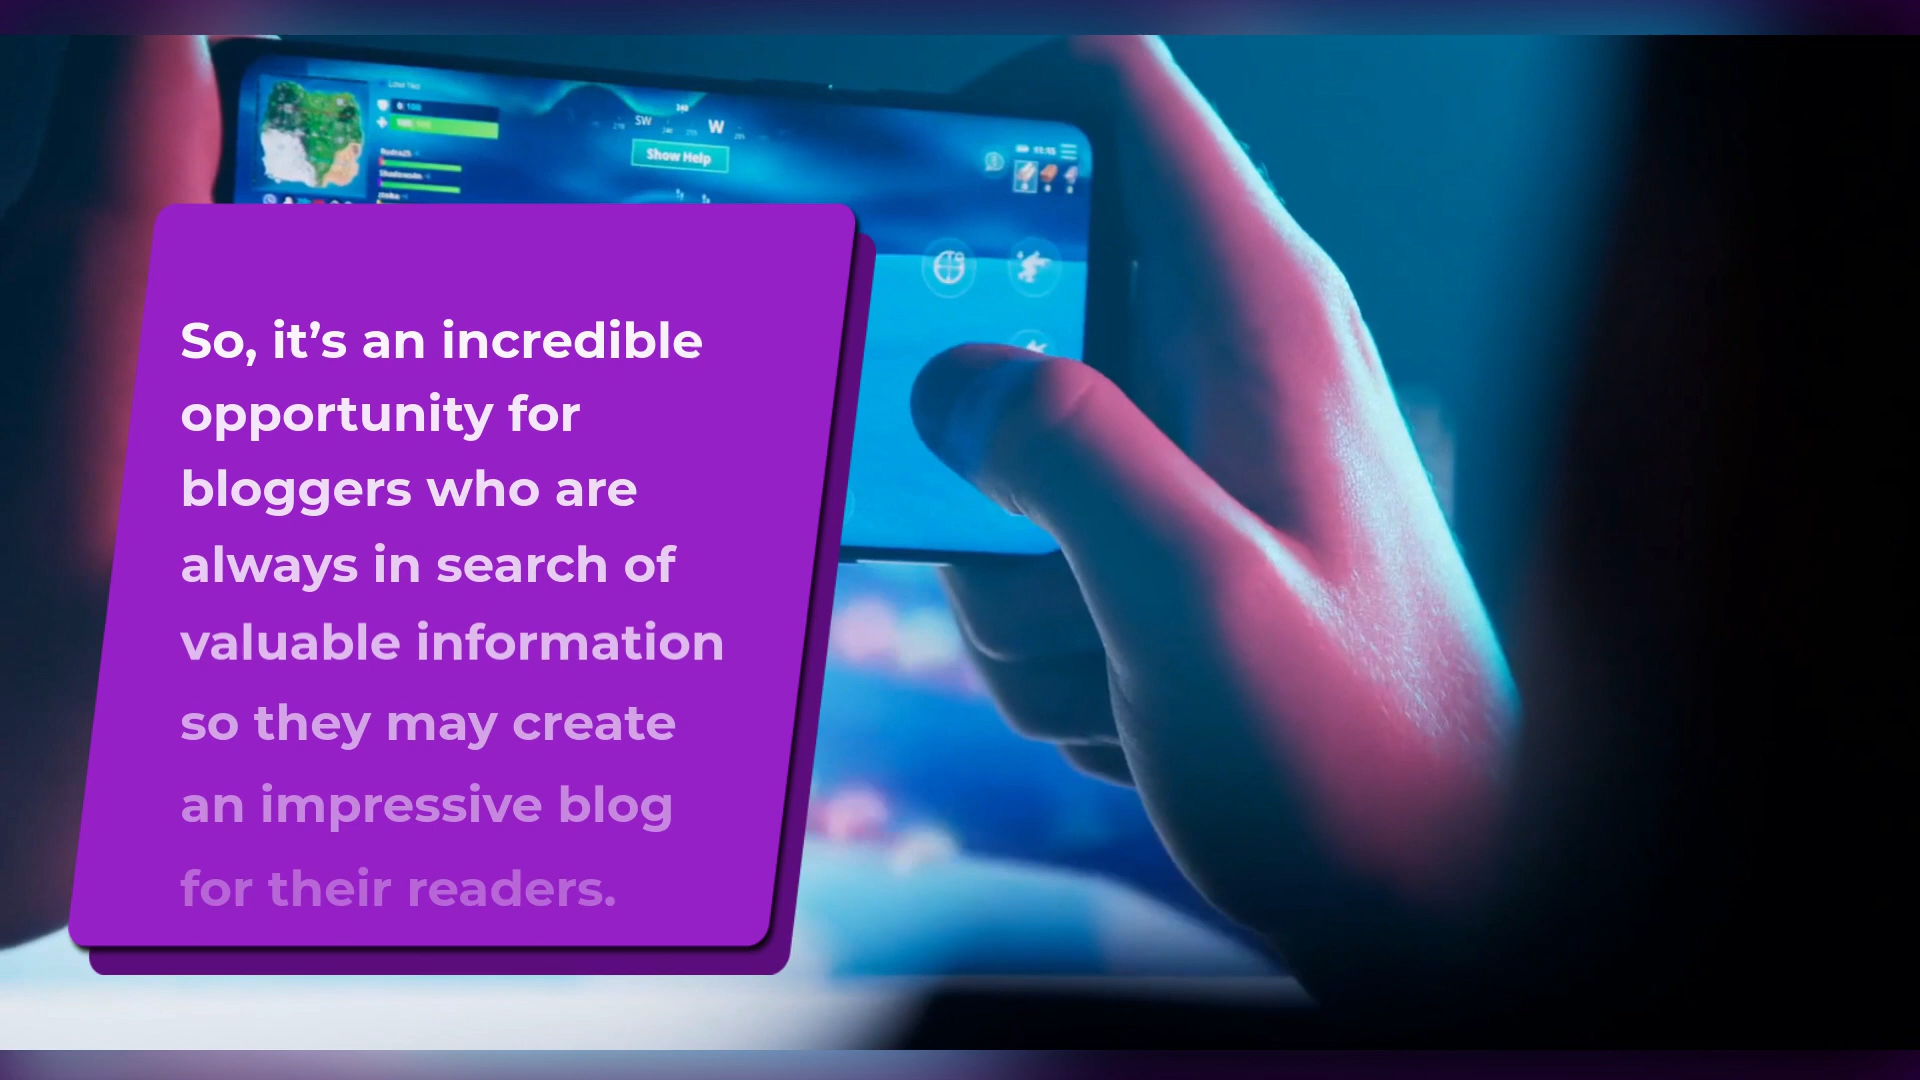 SW
W
240
Show Help
So, it’s an incredible
opportunity for
bloggers who are
always in search of
valuable information
so they may create
an impressive blog
for their readers.